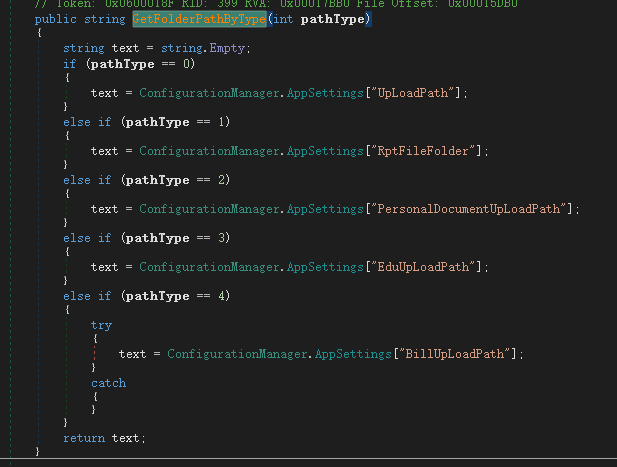 // Token: 0x0600018F RID: 399 RVA: 0x00017BB0 File Offset: 0x00015DB0
public string GetFolderPathByType(int pathType)
{
string text = string.Empty;
if (pathType == 0)
{
text = ConfigurationManager.AppSettings["UpLoadPath"];
}
else if (pathType == 1)
{
text = ConfigurationManager.AppSettings["RptFileFolder"];
}
else if (pathType == 2)
{
text = ConfigurationManager.AppSettings["PersonalDocumentUpLoadPath"];
}
else if (pathType == 3)
{
text = ConfigurationManager.AppSettings["EduUpLoadPath"];
}
else if (pathType == 4)
{
try
{
text = ConfigurationManager.AppSettings["BillUpLoadPath"];
}
catch
{
}
}
return text;
}